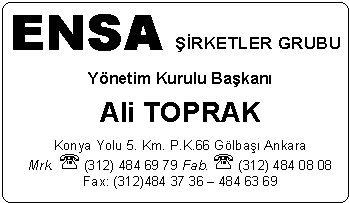 ENSA ŞİRKETLER GRUBU
Yönetim Kurulu Başkanı
Ali TOPRAK
Konya Yolu 5. Km. P.K.66 Gölbaşı Ankara
Mrk. ☎ (312) 484 69 79 Fab. ☎ (312) 484 08 08
Fax: (312)484 37 36 – 484 63 69